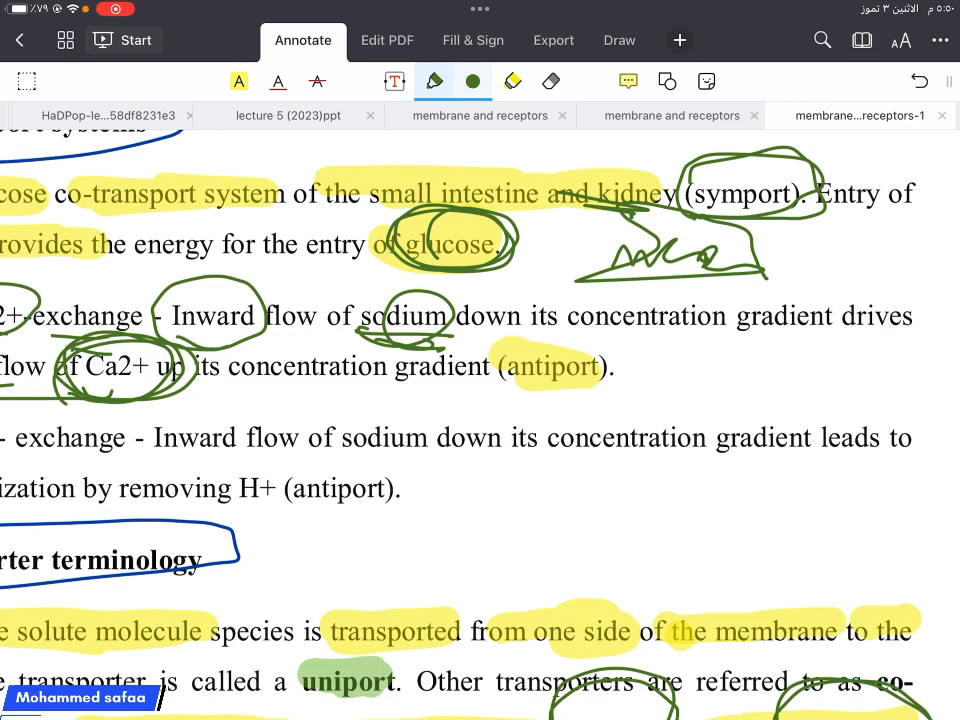 ٪٧٩ ٥:٥٠ م الاثنين ٣ تموز
Start Annotate Edit PDF Fill & Sign Export Draw
HaDPop-le...58df8231e3 lecture 5 (2023)ppt membrane and receptors membrane and receptors membrane...receptors-1
ort systems
cose co-transport system of the small intestine and kidney (symport). Entry of
rovides the energy for the entry of glucose.
2+-exchange - Inward flow of sodium down its concentration gradient drives
flow of Ca2+ up its concentration gradient (antiport).
- exchange - Inward flow of sodium down its concentration gradient leads to
ization by removing H+ (antiport).
rter terminology
e solute molecule species is transported from one side of the membrane to the
e transporter is called a uniport. Other transporters are referred to as co-
Mohammed safaa